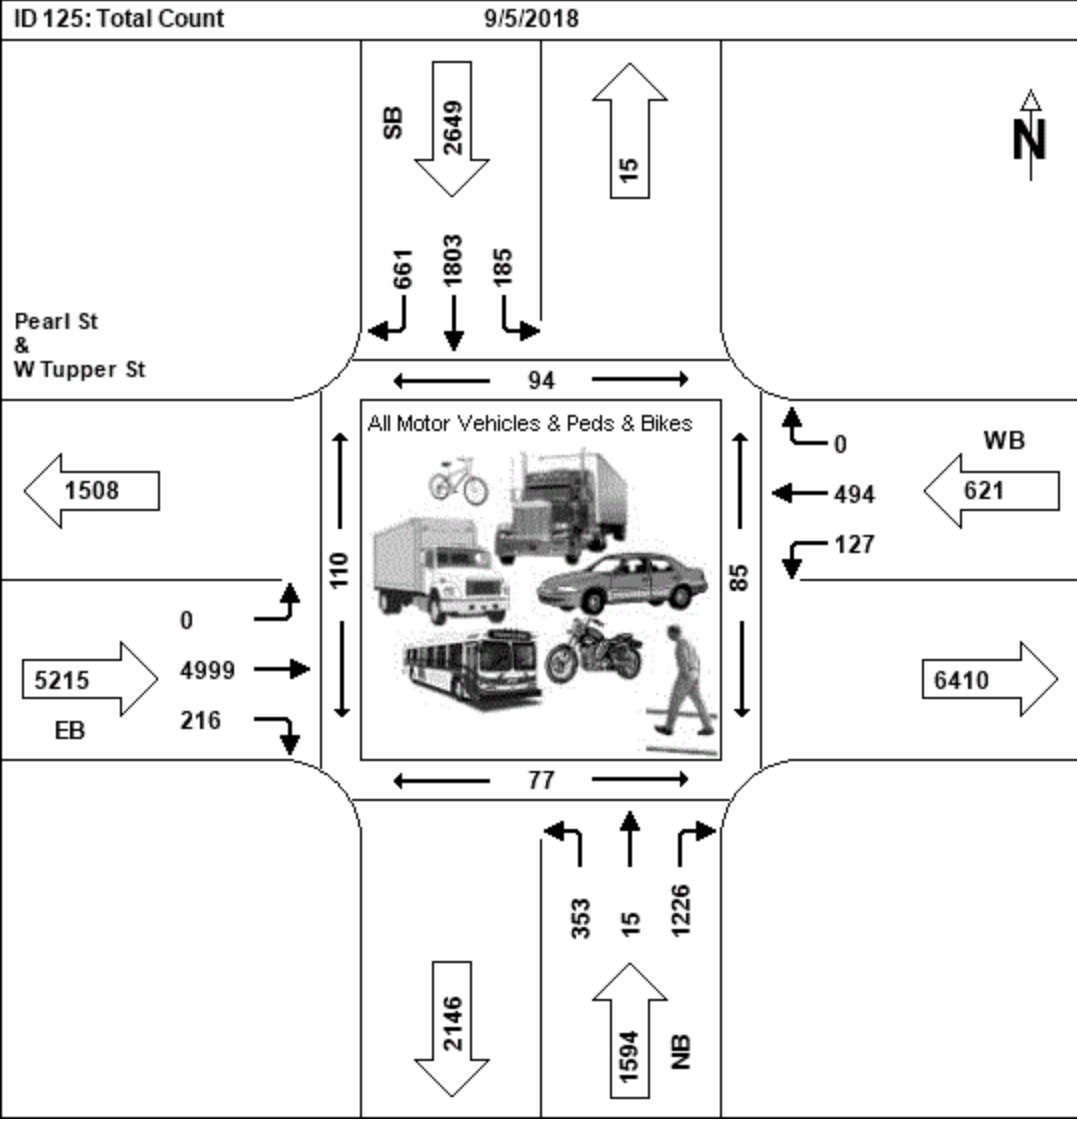 ID 125: Total Count 9/5/2018
SB
2649
15
N
661
1803
185
Pearl St
&
W Tupper St
94
All Motor Vehicles & Peds & Bikes
0
WB
1508
494
621
127
110
85
0
5215
4999
6410
216
EB
77
353
15
1226
2146
1594
NB